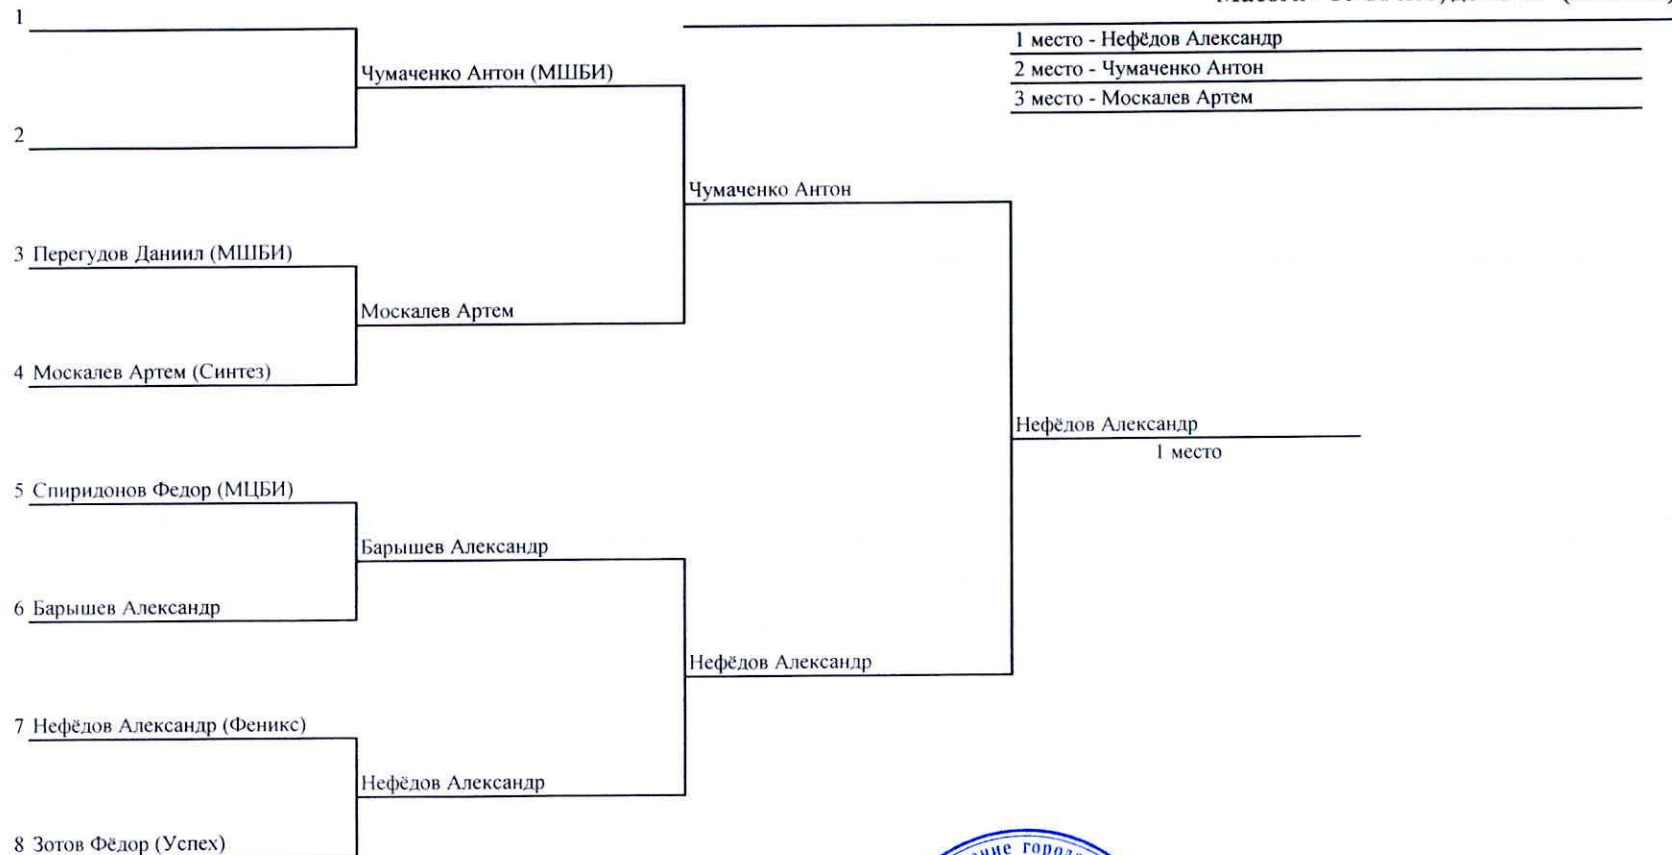 1
1 место - Нефёдов Александр
Чумаченко Антон (МШБИ)
2 место - Чумаченко Антон
3 место - Москалев Артем
2
Чумаченко Антон
3 Перегудов Даниил (МШБИ)
Москалев Артем
4 Москалев Артем (Синтез)
Нефёдов Александр
1 место
5 Спиридонов Федор (МЦБИ)
Барышев Александр
6 Барышев Александр
Нефёдов Александр
7 Нефёдов Александр (Феникс)
Нефёдов Александр
8 Зотов Фёдор (Успех)